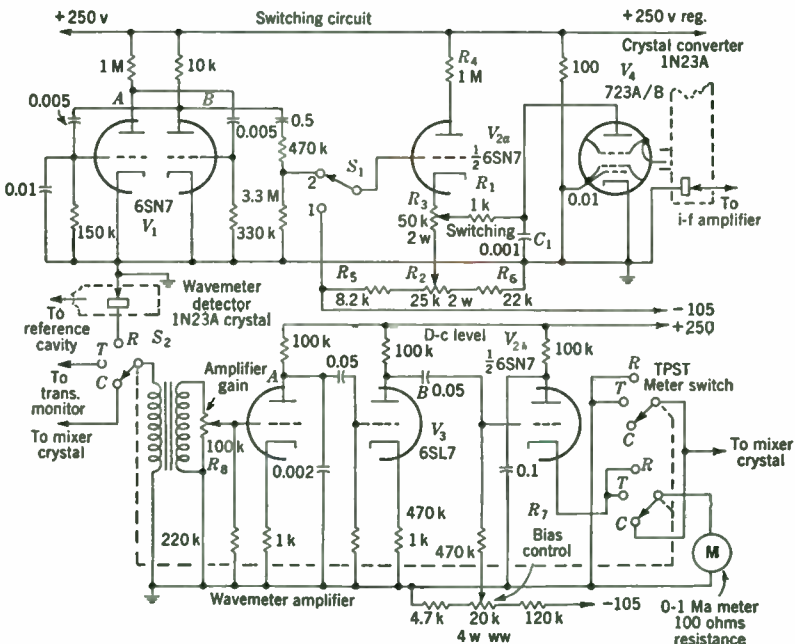 + 250 v
Switching circuit
+ 250 v reg.
Crystal converter
1N23A
R4
1 M
1 M
10 k
100
V4
723A/B
A
B
0.005
0.005
0.5
470 k
V2a
½ 6SN7
S1
2
1
R1
1 k
Switching
0.001
C1
R3
50 k
2 w
0.01
0.01
6SN7
V1
3.3 M
150 k
330 k
To
i-f amplifier
R5
8.2 k
R2
25 k 2 w
R6
22 k
Wavemeter
detector
1N23A crystal
-105
+250
D-c level
To
reference
cavity
R
S2
T
C
To
trans.
monitor
To mixer
crystal
Amplifier
gain
100 k
R8
100 k
A
0.05
100 k
B
0.05
V2b
½ 6SN7
100 k
V3
6SL7
0.002
0.1
R
T
C
TPST
Meter switch
R
T
C
To mixer
crystal
R7
220 k
1 k
470 k
1 k
470 k
Bias
control
M
Wavemeter amplifier
4.7 k
20 k
4 w ww
120 k
-105
0-1 Ma meter
100 ohms
resistance